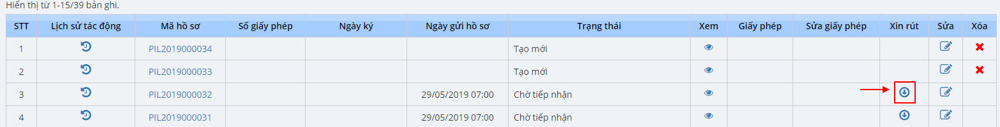 Hiển thị từ 1-15/39 bản ghi.
STT Lịch sử tác động Mã hồ sơ Số giấy phép Ngày ký Ngày gửi hồ sơ Trạng thái Xem Giấy phép Sửa giấy phép Xin rút Sửa Xóa
1 PIL2019000034 Tạo mới
2 PIL2019000033 Tạo mới
3 PIL2019000032 29/05/2019 07:00 Chờ tiếp nhận
4 PIL2019000031 29/05/2019 07:00 Chờ tiếp nhận